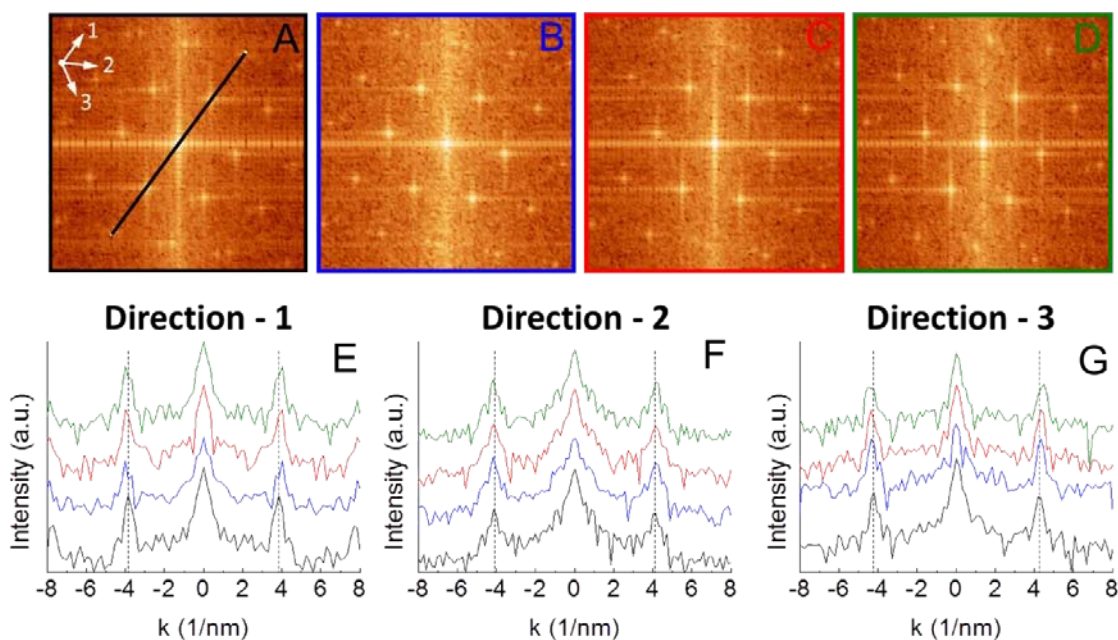 A B C D
1
2
3
Direction - 1 Direction - 2 Direction - 3
E F G
Intensity (a.u.) Intensity (a.u.) Intensity (a.u.)
-8 -6 -4 -2 0 2 4 6 8 -8 -6 -4 -2 0 2 4 6 8 -8 -6 -4 -2 0 2 4 6 8
k (1/nm) k (1/nm) k (1/nm)